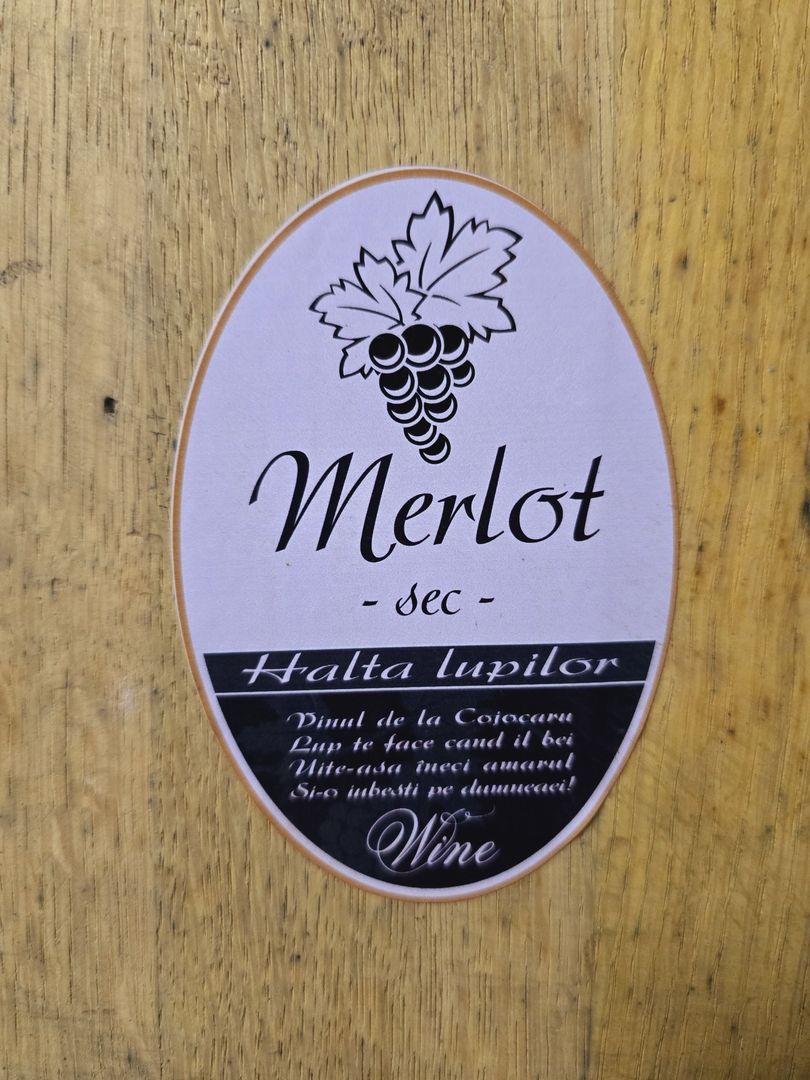 Merlot
- sec -
Halta lupilor
Vinul de la Cojocaru
Lup te face cand il bei
Uite-asa îneci amarul
Si-o iubesti pe dumneaei!
Wine